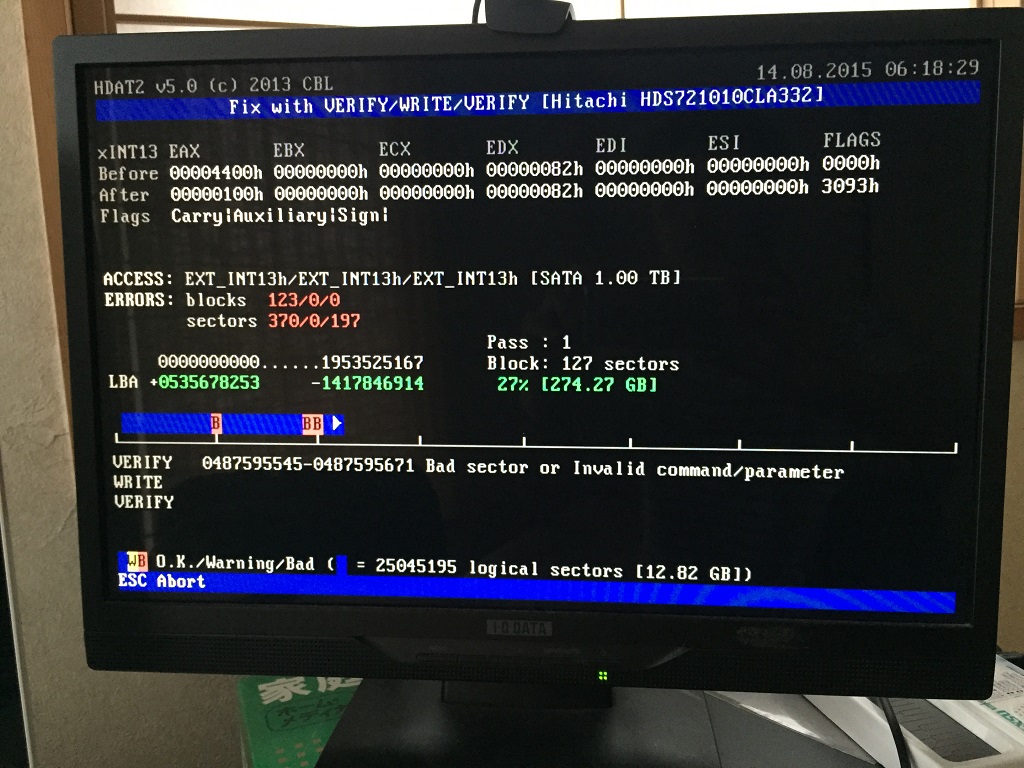 HDAT2 v5.0 (c) 2013 CBL 14.08.2015 06:18:29
Fix with VERIFY/WRITE/VERIFY [Hitachi HDS721010CLA332]
xINT13 EAX EBX ECX EDX EDI ESI FLAGS
Before 00004400h 00000000h 00000000h 00000082h 00000000h 00000000h 0000h
After 00000100h 00000000h 00000000h 00000082h 00000000h 00000000h 3093h
Flags Carry¦Auxiliary¦Sign¦
ACCESS: EXT_INT13h/EXT_INT13h/EXT_INT13h [SATA 1.00 TB]
ERRORS: blocks 123/0/0
sectors 370/0/197
Pass : 1
0000000000......1953525167 Block: 127 sectors
LBA +0535678253 -1417846914 27% [274.27 GB]
B BB
VERIFY 0487595545-0487595671 Bad sector or Invalid command/parameter
WRITE
VERIFY
WB O.K./Warning/Bad ( = 25045195 logical sectors [12.82 GB])
ESC Abort
I-O DATA